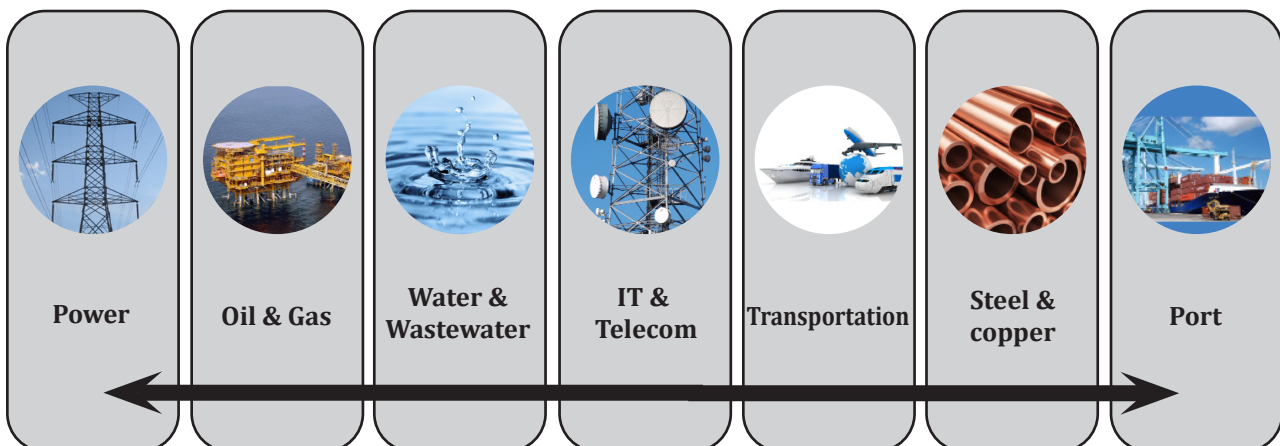 Power
Oil & Gas
Water &
Wastewater
IT &
Telecom
Transportation
Steel &
copper
Port